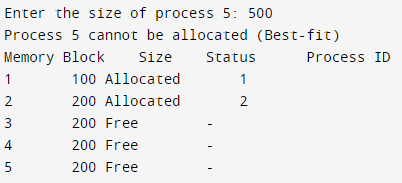 Enter the size of process 5: 500
Process 5 cannot be allocated (Best-fit)
Memory Block    Size    Status      Process ID
1       100 Allocated       1
2       200 Allocated       2
3       200 Free        -
4       200 Free        -
5       200 Free        -